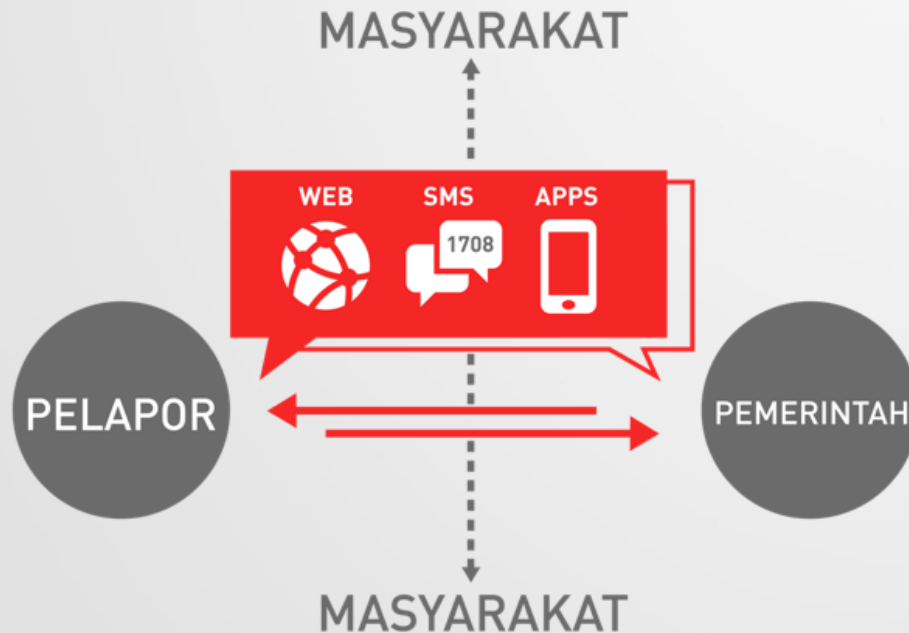 MASYARAKAT
WEB SMS APPS
1708
PELAPOR
PEMERINTAH
MASYARAKAT